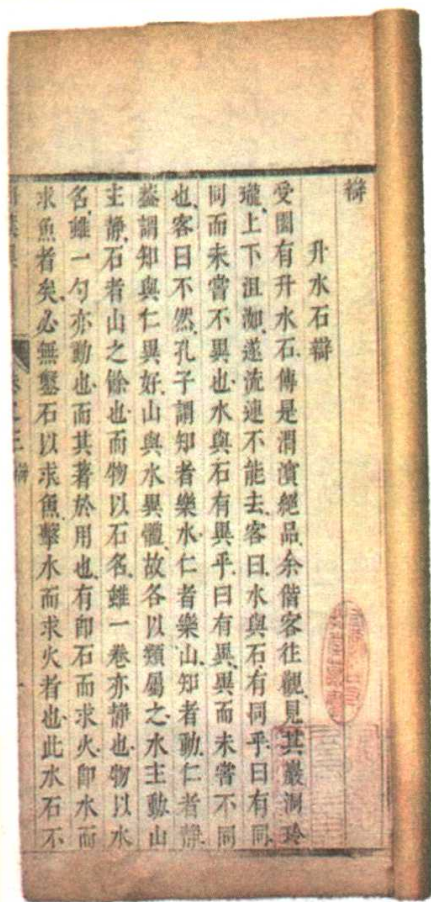 辯
升水石辯
受園有升水石傳是渭濱絕品余偕客往觀見其巖洞玲
瓏上下沮洳遂流連不能去客曰水與石有同乎曰有同
同而未嘗不異也水與石有異乎曰有異異而未嘗不同
也客曰不然孔子謂知者樂水仁者樂山知者動仁者靜
蓋謂知與仁異好山與水異體故各以類屬之水主動山
主靜石者山之餘也而物以石名雖一卷亦靜也物以水
名雖一勺亦動也而其著於用也有卽石而求火卽水而
求魚者矣必無鑿石以求魚擊水而求火者也此水石不
卷之三 辯